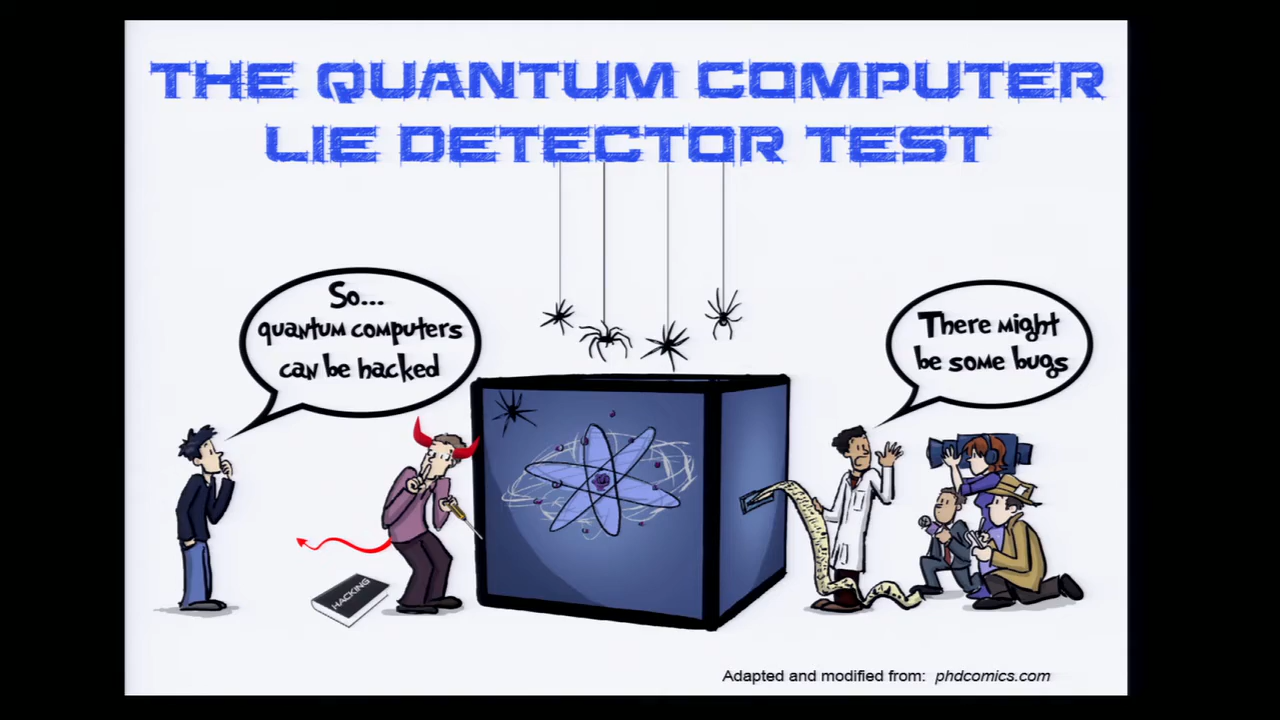 THE QUANTUM COMPUTER
LIE DETECTOR TEST
So...
quantum computers
can be hacked
There might
be some bugs
HACKING
Adapted and modified from: phdcomics.com